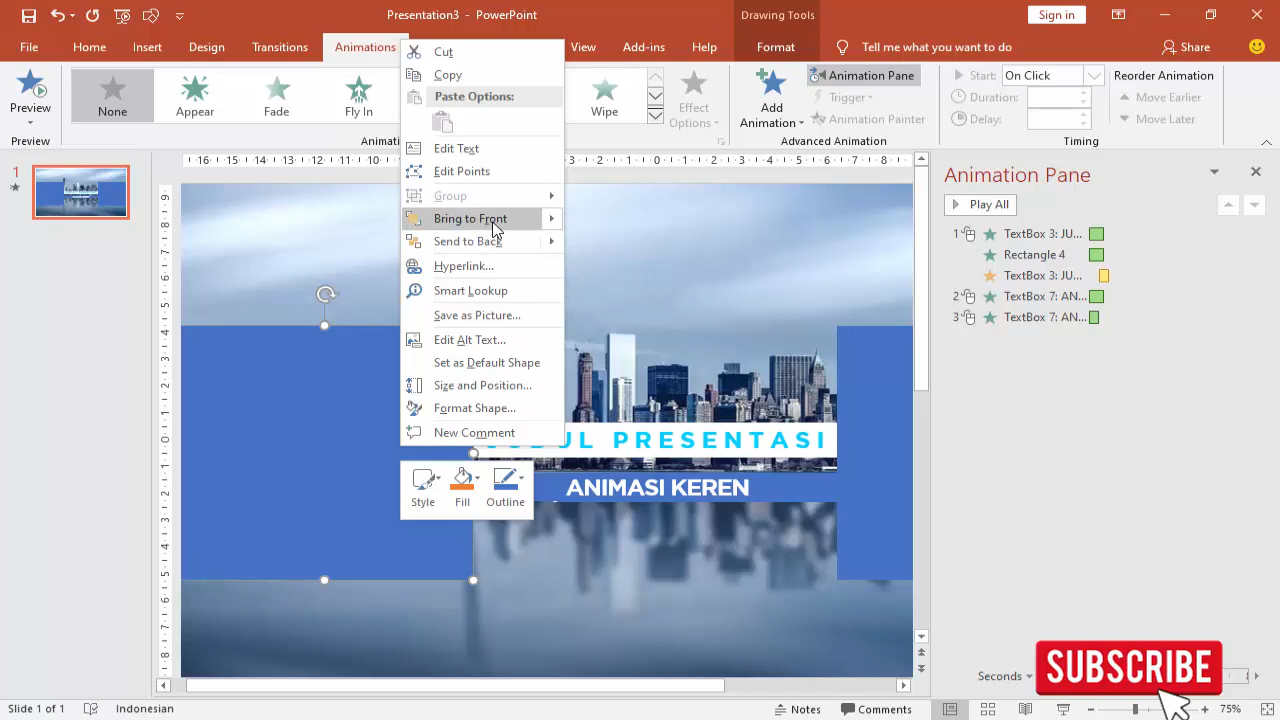 Presentation3 - PowerPoint
Drawing Tools
Sign in
File
Home
Insert
Design
Transitions
Animations
View
Add-ins
Help
Format
Tell me what you want to do
Share
Preview
None
Appear
Fade
Fly In
Wipe
Effect Options
Add Animation
Animation Pane
Trigger
Animation Painter
Start: On Click
Duration:
Delay:
Reorder Animation
Move Earlier
Move Later
Preview
Advanced Animation
Timing
Cut
Copy
Paste Options:
Edit Text
Edit Points
Group
Bring to Front
Send to Back
Hyperlink...
Smart Lookup
Save as Picture...
Edit Alt Text...
Set as Default Shape
Size and Position...
Format Shape...
New Comment
Style
Fill
Outline
1
PRESENTASI
ANIMASI KEREN
Animation Pane
Play All
1 TextBox 3: JU...
Rectangle 4
TextBox 3: JU...
2 TextBox 7: AN...
3 TextBox 7: AN...
Seconds
SUBSCRIBE
Slide 1 of 1
Indonesian
Notes
Comments
75%